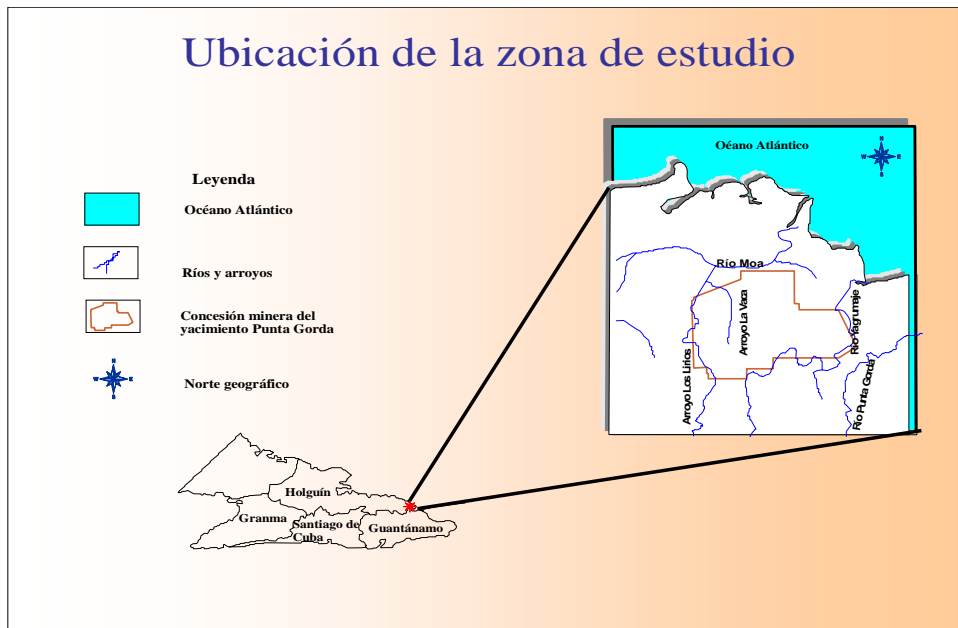 Ubicación de la zona de estudio
Leyenda
Océano Atlántico
Ríos y arroyos
Concesión minera del
yacimiento Punta Gorda
N
W
E
S
Norte geográfico
Holguín
Granma
Santiago de
Cuba
Guantánamo
Océano Atlántico
N
W
E
S
Río Moa
Arroyo La Vaca
Arroyo Los Lirios
Río Yagrumaje
Río Punta Gorda